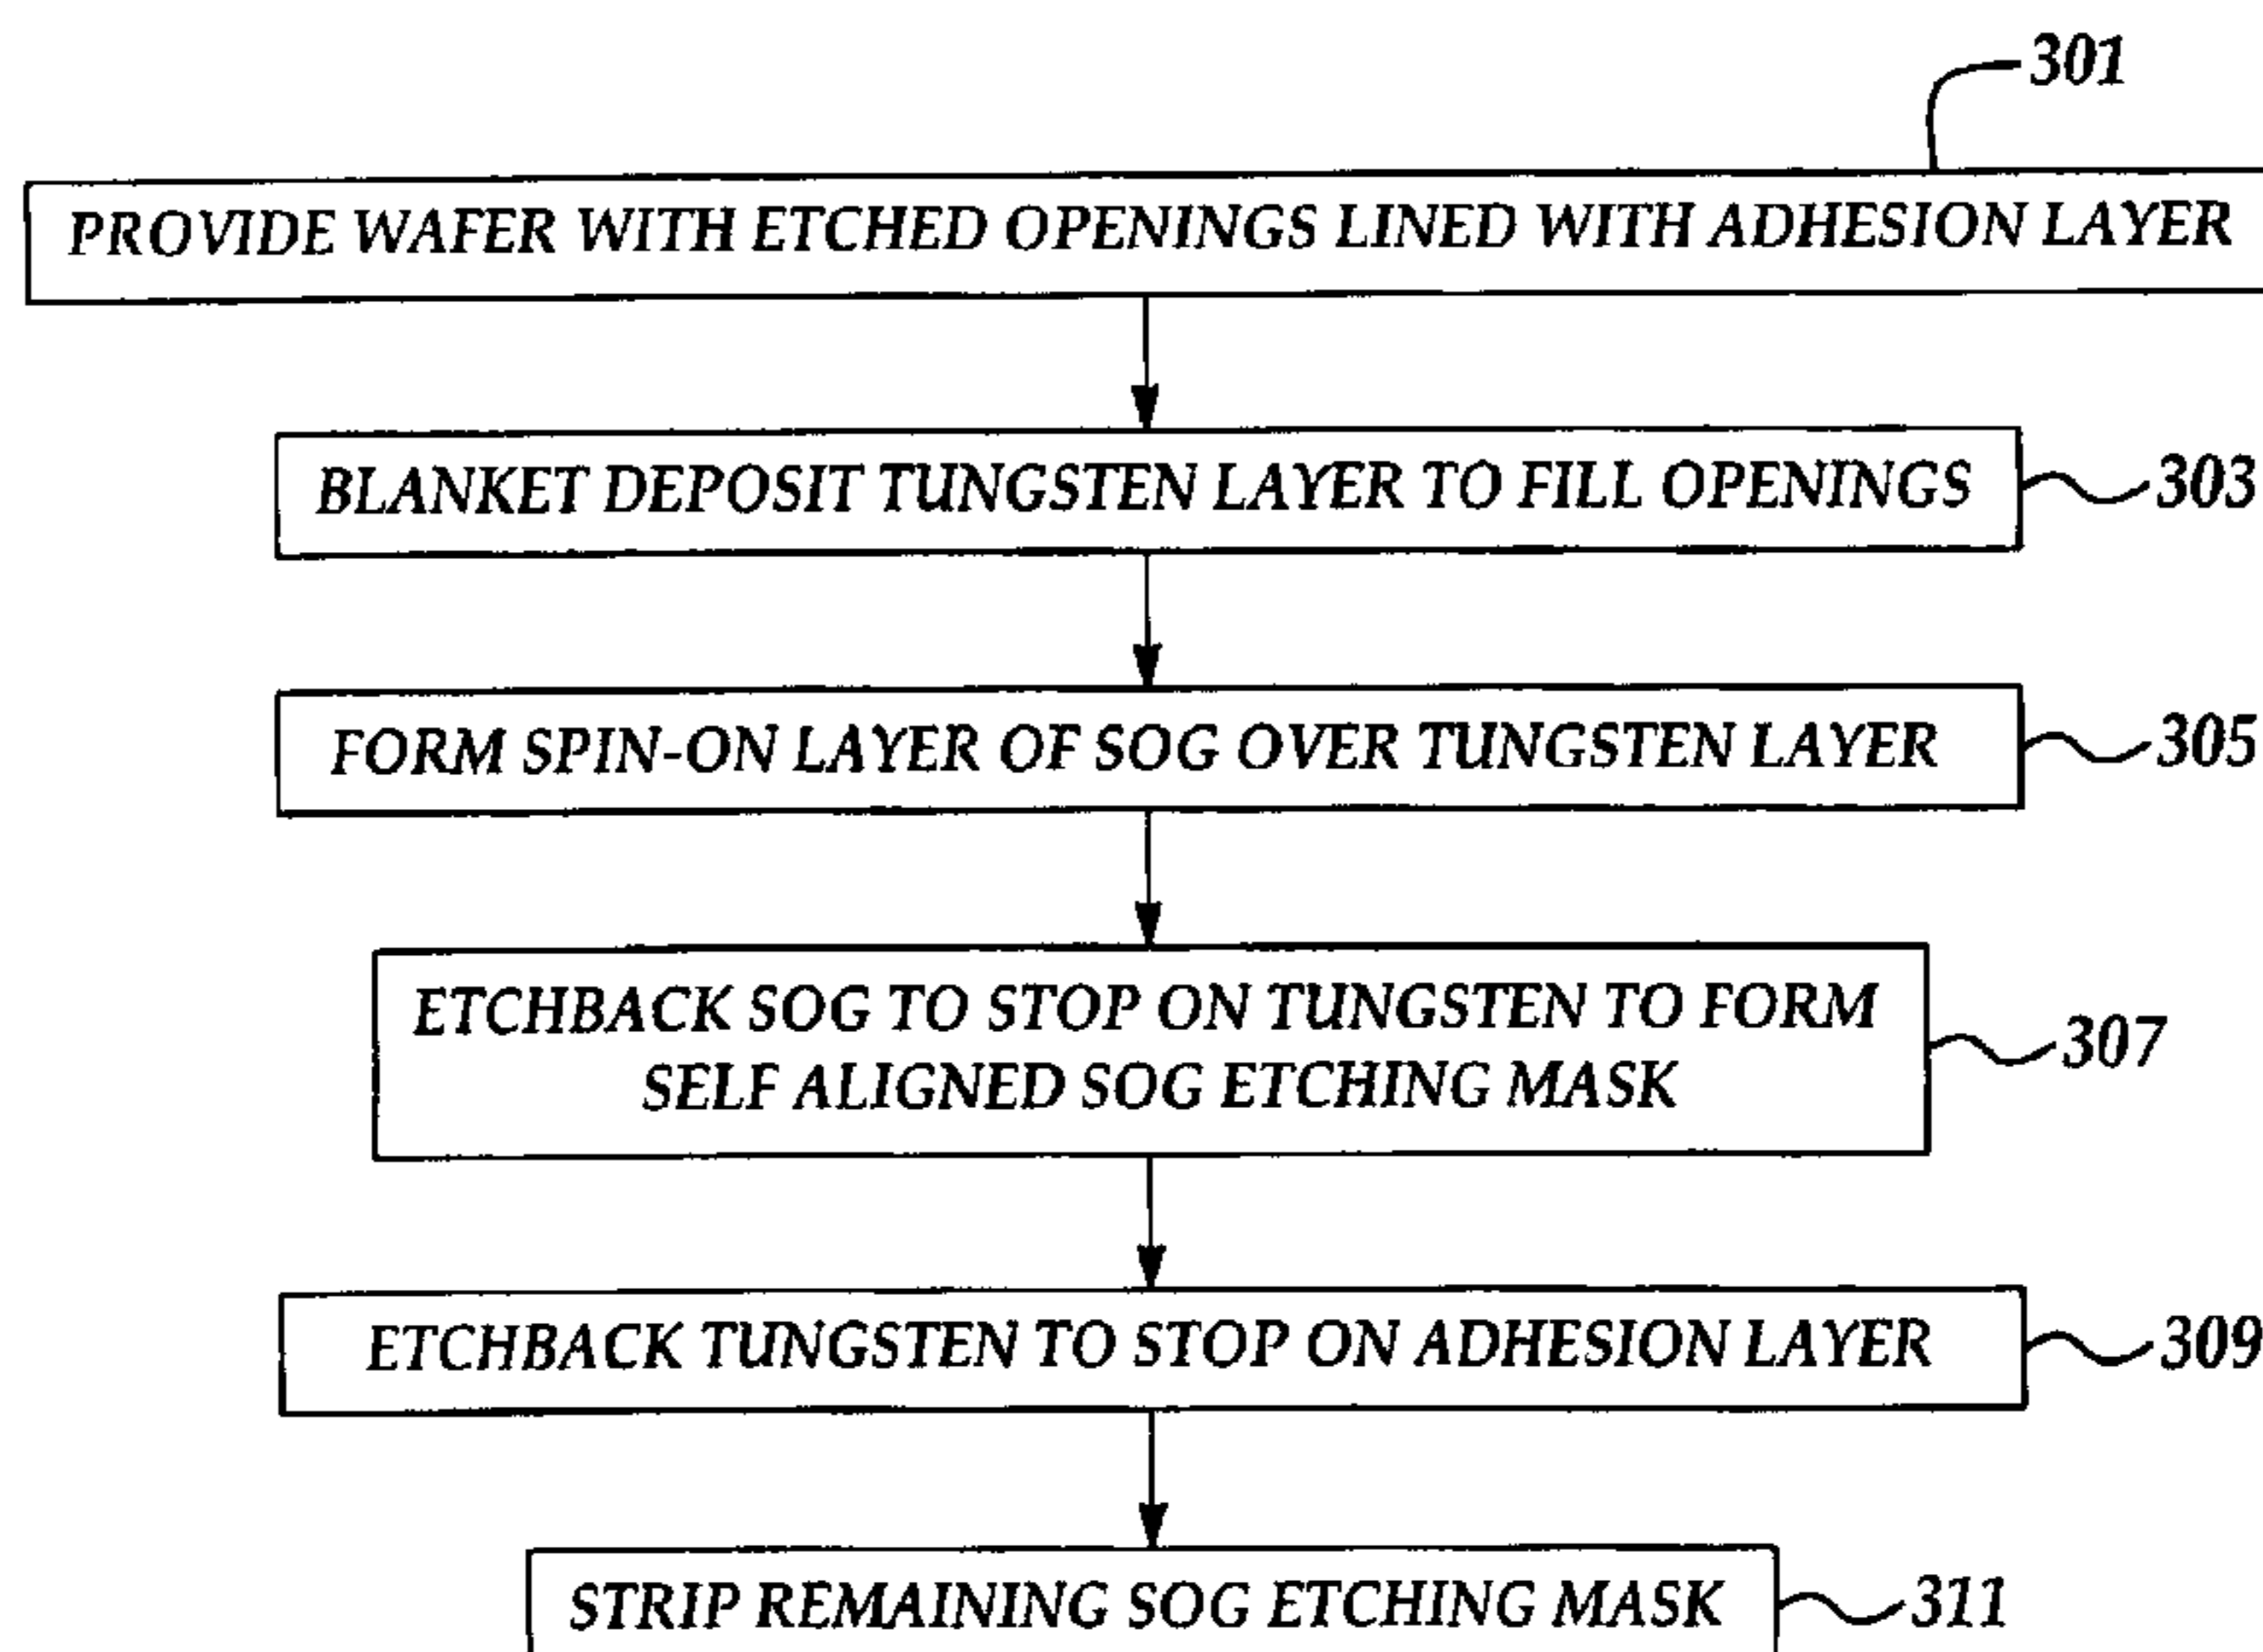 301
PROVIDE WAFER WITH ETCHED OPENINGS LINED WITH ADHESION LAYER
BLANKET DEPOSIT TUNGSTEN LAYER TO FILL OPENINGS
303
FORM SPIN-ON LAYER OF SOG OVER TUNGSTEN LAYER
305
ETCHBACK SOG TO STOP ON TUNGSTEN TO FORM
SELF ALIGNED SOG ETCHING MASK
307
ETCHBACK TUNGSTEN TO STOP ON ADHESION LAYER
309
STRIP REMAINING SOG ETCHING MASK
311